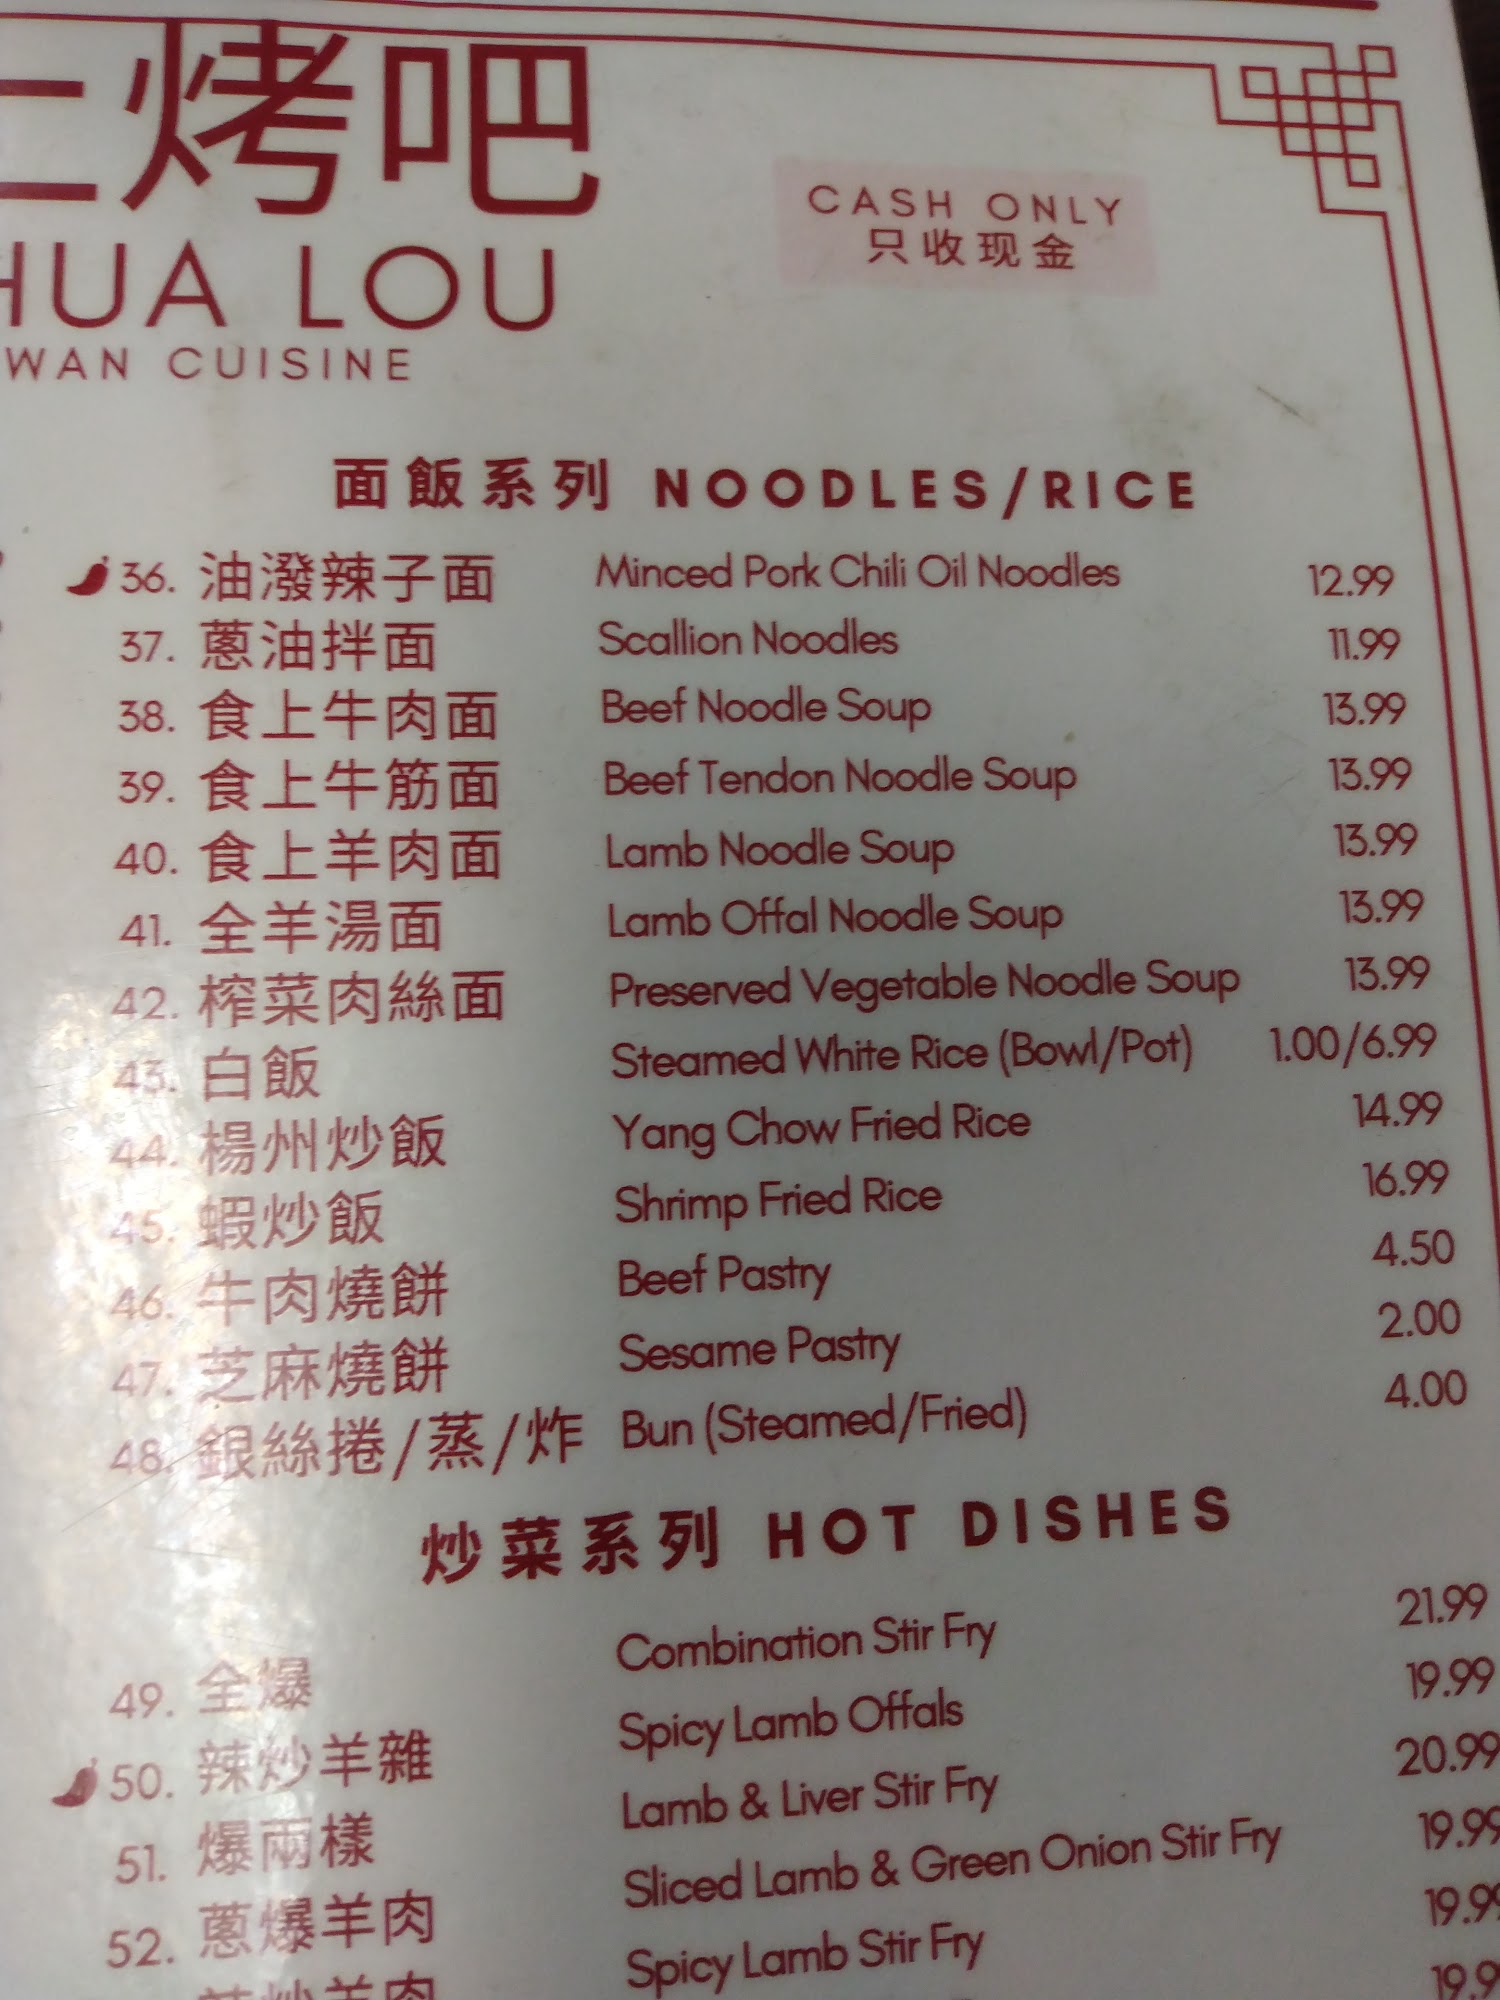 烤吧
HUA LOU
WAN CUISINE
CASH ONLY
只收现金
面飯系列 NOODLES/RICE
36. 油潑辣子面 Minced Pork Chili Oil Noodles 12.99
37. 蔥油拌面 Scallion Noodles 11.99
38. 食上牛肉面 Beef Noodle Soup 13.99
39. 食上牛筋面 Beef Tendon Noodle Soup 13.99
40. 食上羊肉面 Lamb Noodle Soup 13.99
41. 全羊湯面 Lamb Offal Noodle Soup 13.99
42. 榨菜肉絲面 Preserved Vegetable Noodle Soup 13.99
43. 白飯 Steamed White Rice (Bowl/Pot) 1.00/6.99
44. 楊州炒飯 Yang Chow Fried Rice 14.99
45. 蝦炒飯 Shrimp Fried Rice 16.99
46. 牛肉燒餅 Beef Pastry 4.50
47. 芝麻燒餅 Sesame Pastry 2.00
48. 銀絲捲/蒸/炸 Bun (Steamed/Fried) 4.00
炒菜系列 HOT DISHES
49. 全爆 Combination Stir Fry 21.99
50. 辣炒羊雜 Spicy Lamb Offals 19.99
51. 爆兩樣 Lamb & Liver Stir Fry 20.99
52. 蔥爆羊肉 Sliced Lamb & Green Onion Stir Fry 19.99
辣炒羊肉 Spicy Lamb Stir Fry 19.99
19.9